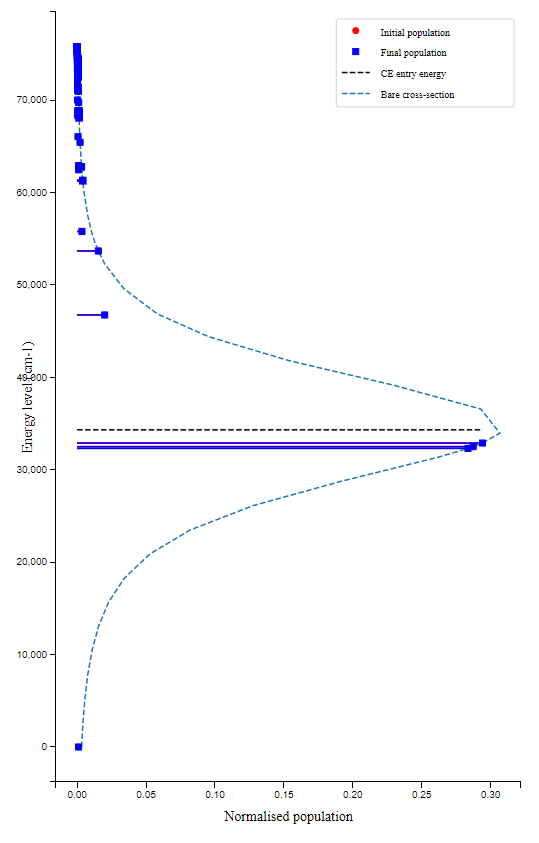 Initial population
Final population
CE entry energy
Bare cross-section
70,000
60,000
50,000
40,000
30,000
20,000
10,000
0
Energy levels (cm-1)
0.00 0.05 0.10 0.15 0.20 0.25 0.30
Normalised population